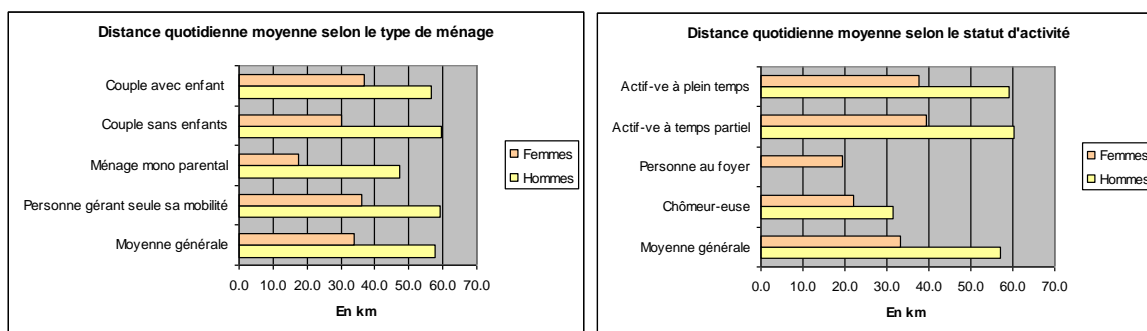 Distance quotidienne moyenne selon le type de ménage
Couple avec enfant
Couple sans enfants
Ménage mono parental
Personne gérant seule sa mobilité
Moyenne générale
0.0 10.0 20.0 30.0 40.0 50.0 60.0 70.0
En km
Femmes
Hommes
Distance quotidienne moyenne selon le statut d'activité
Actif-ve à plein temps
Actif-ve à temps partiel
Personne au foyer
Chômeur-euse
Moyenne générale
0.0 10.0 20.0 30.0 40.0 50.0 60.0 70.0
En km
Femmes
Hommes